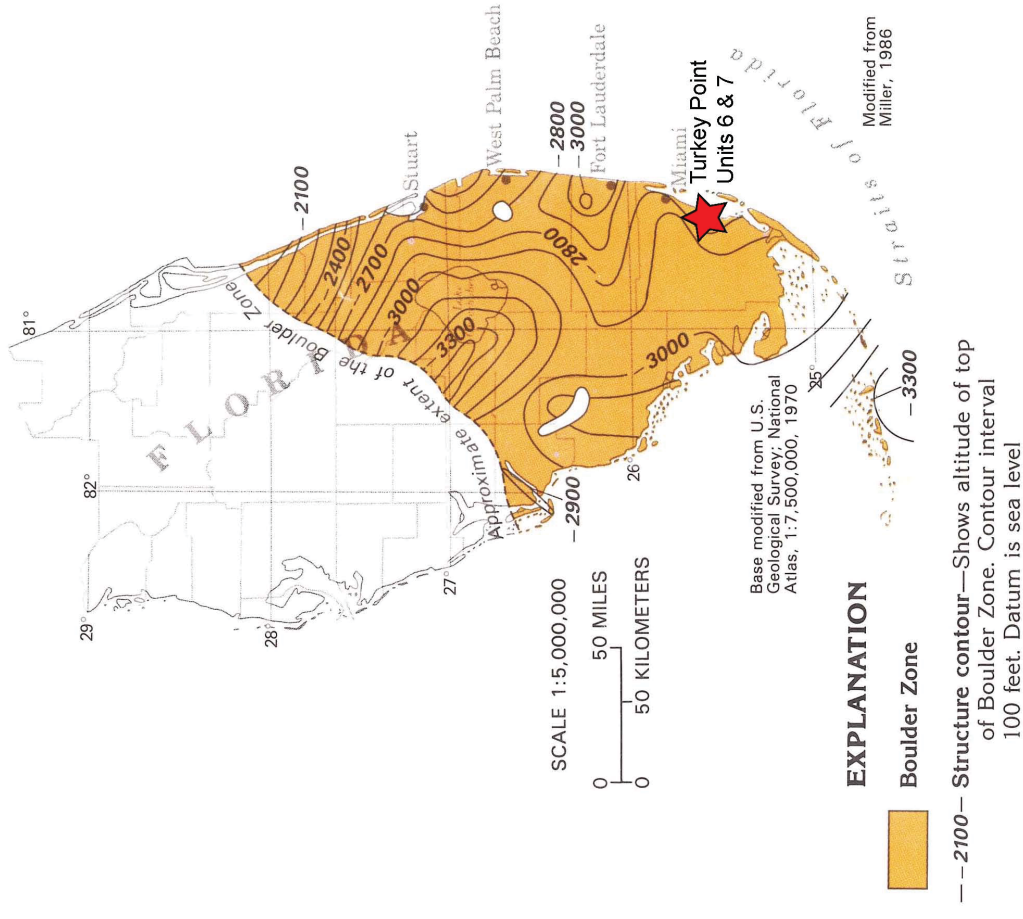 81°
82°
29°
28°
27°
26°
25°
FLORIDA
Approximate extent of the Boulder Zone
-2100
-2400
-2700
-3000
-3300
Stuart
West Palm Beach
-2800
-3000
Fort Lauderdale
-2800
Miami
Turkey Point
Units 6 & 7
-3000
-2900
-3300
Straits of Florida
Modified from
Miller, 1986
Base modified from U.S.
Geological Survey; National
Atlas, 1:7,500,000, 1970
SCALE 1:5,000,000
0 50 MILES
0 50 KILOMETERS
EXPLANATION
Boulder Zone
— -2100 — Structure contour—Shows altitude of top
of Boulder Zone. Contour interval
100 feet. Datum is sea level